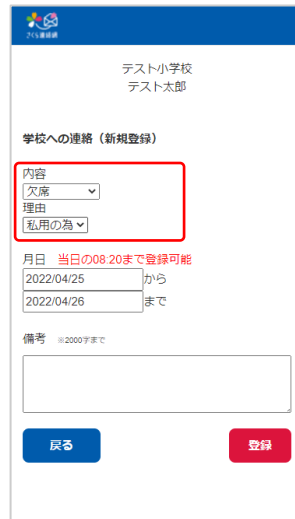 さくら連絡網
テスト小学校
テスト太郎
学校への連絡（新規登録）
内容
欠席
理由
私用の為
月日 当日の08:20まで登録可能
2022/04/25 から
2022/04/26 まで
備考 ※2000字まで
戻る 登録